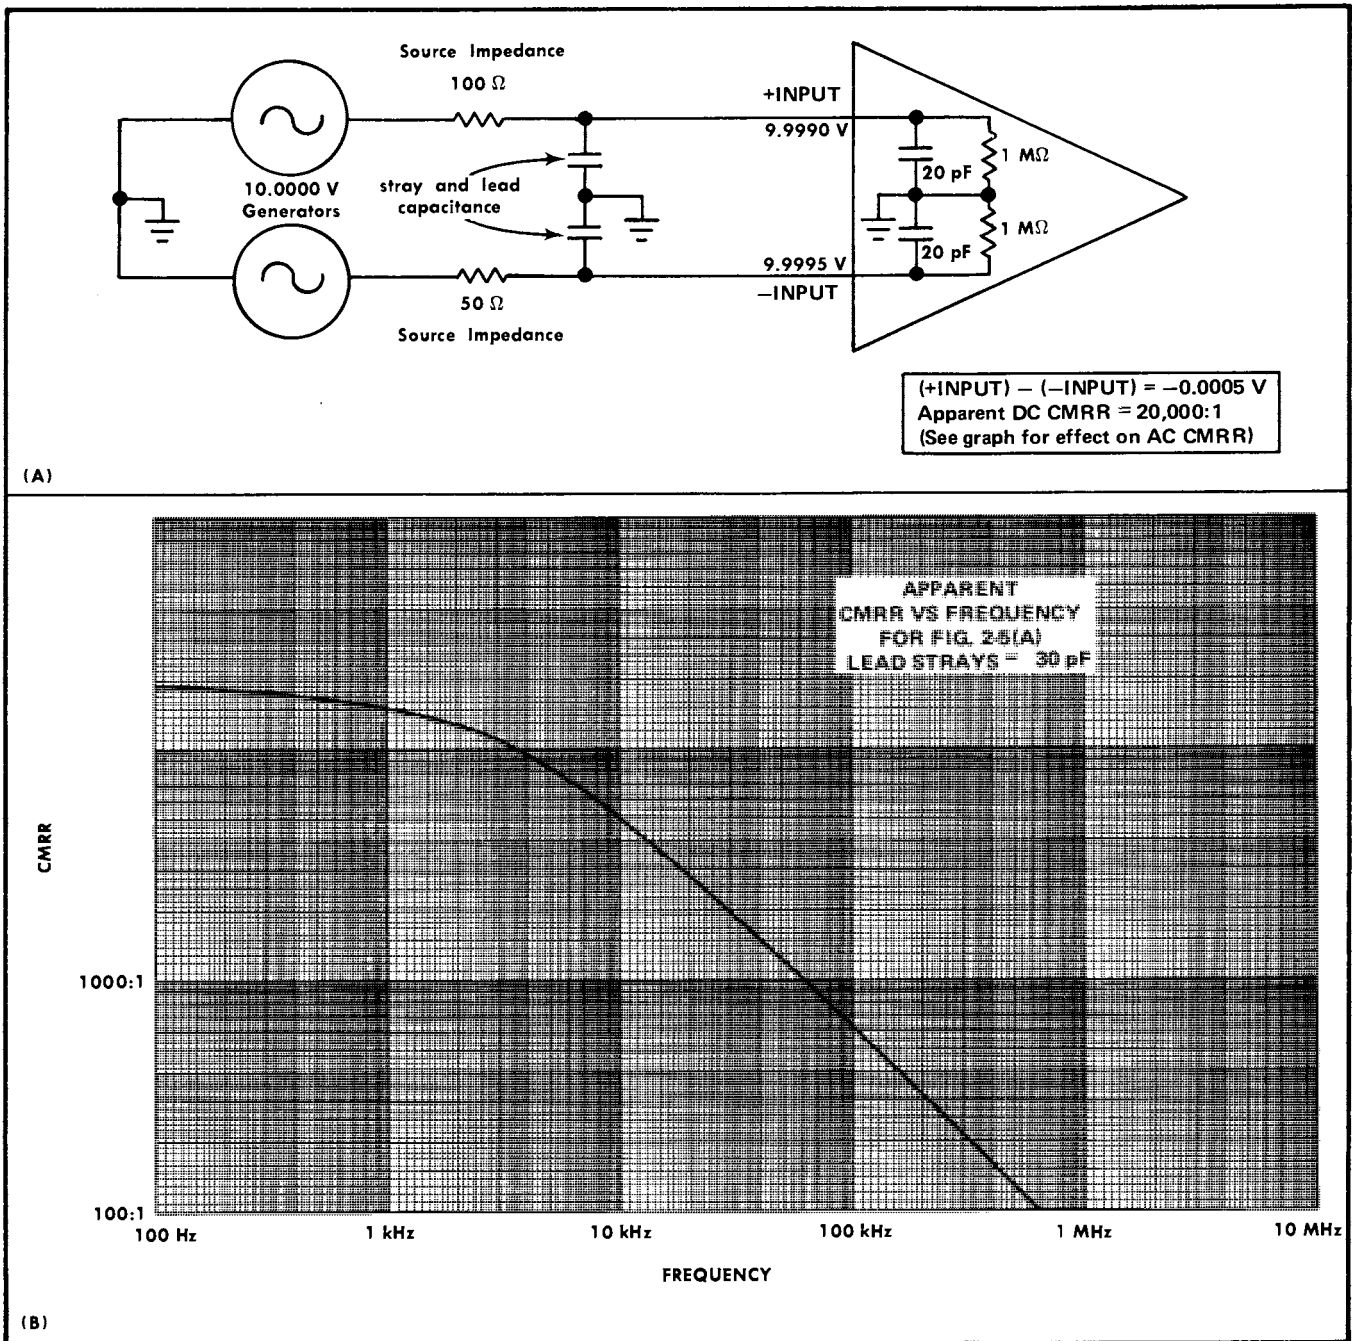 Source Impedance
100 Ω
+INPUT
9.9990 V
1 MΩ
20 pF
10.0000 V
Generators
stray and lead
capacitance
1 MΩ
20 pF
9.9995 V
−INPUT
50 Ω
Source Impedance
(+INPUT) − (−INPUT) = −0.0005 V
Apparent DC CMRR = 20,000:1
(See graph for effect on AC CMRR)
(A)
APPARENT
CMRR VS FREQUENCY
FOR FIG. 2-5(A)
LEAD STRAYS = 30 pF
CMRR
1000:1
100:1
100 Hz 1 kHz 10 kHz 100 kHz 1 MHz 10 MHz
FREQUENCY
(B)